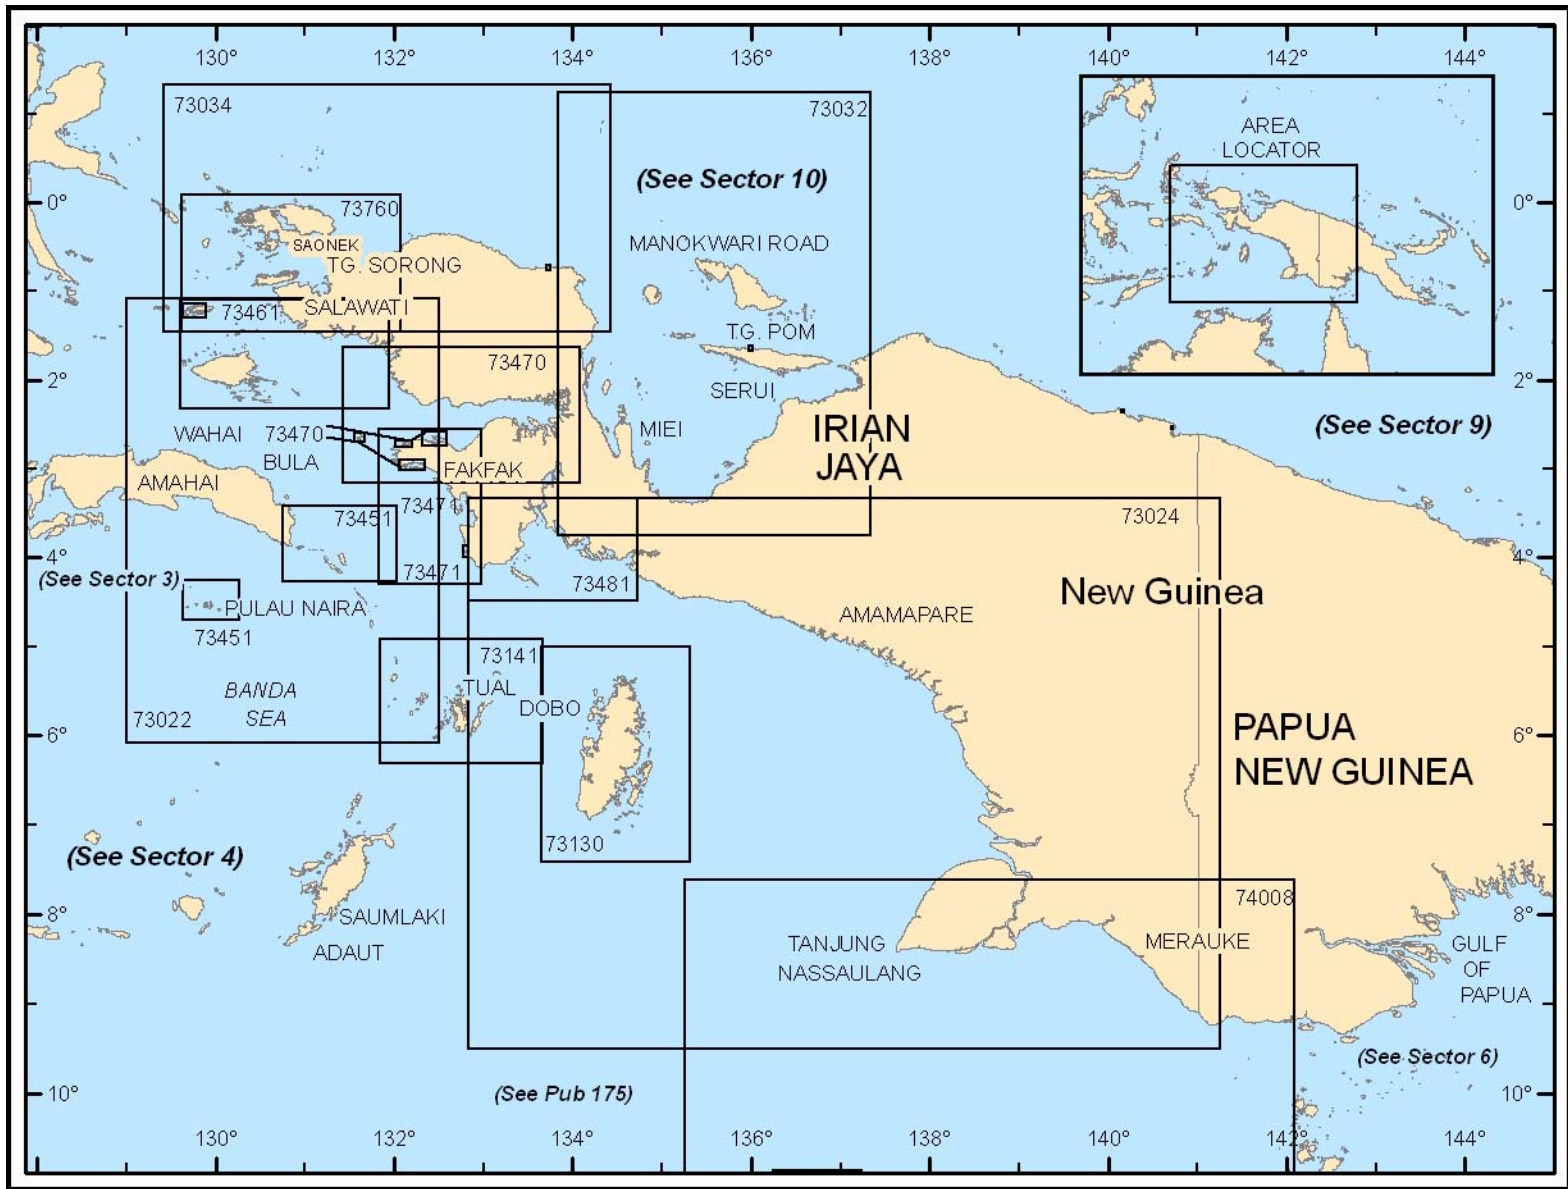 130°
132°
134°
136°
138°
140°
144°
73034
73032
AREA
LOCATOR
(See Sector 10)
0°
73760
0°
SAONEK
MANOKWARI ROAD
TG. SORONG
73461
SALAWATI
T.G. POM
73470
2°
SERUI
2°
WAHAI
73470
MIEI
IRIAN
JAYA
(See Sector 9)
BULA
FAKFAK
AMAHAI
73471
73451
73024
4°
4°
(See Sector 3)
73471
73481
New Guinea
PULAU NAIRA
AMAMAPARE
73451
73141
BANDA
SEA
TUAL
DOBO
73022
6°
PAPUA
NEW GUINEA
6°
73130
(See Sector 4)
74008
8°
SAUMLAKI
8°
ADAUT
TANJUNG
NASSAULANG
MERAUKE
GULF
OF
PAPUA
(See Sector 6)
10°
(See Pub 175)
10°
130°
132°
134°
136°
138°
140°
142°
144°